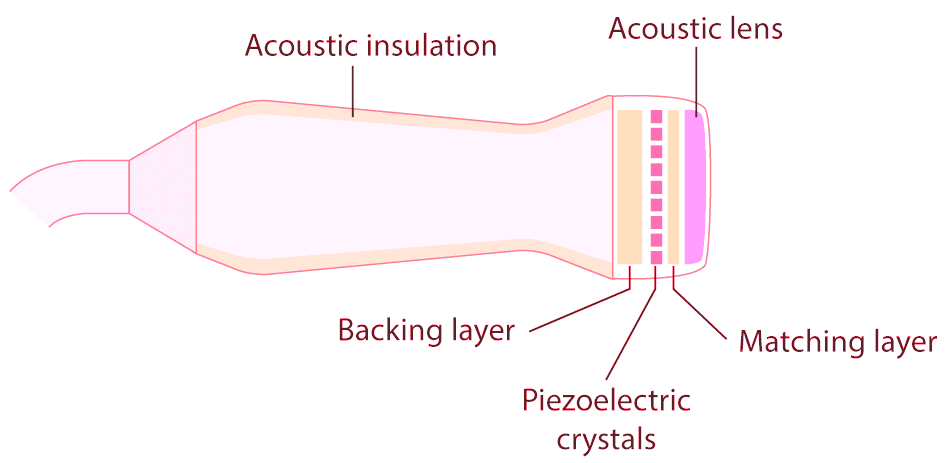 Acoustic lens
Acoustic insulation
Backing layer
Matching layer
Piezoelectric
crystals